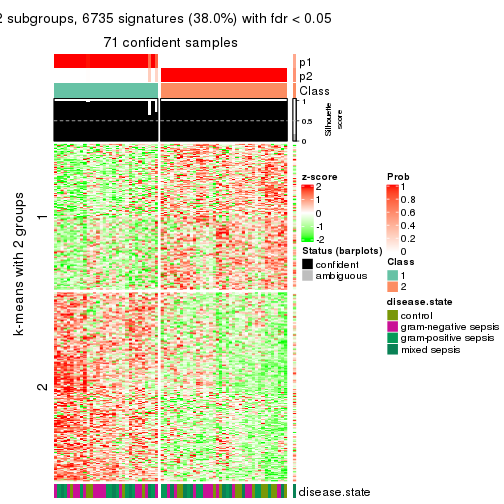 2 subgroups, 6735 signatures (38.0%) with fdr < 0.05
71 confident samples
p1
p2
Class
1
0.5
0
Silhouette
score
k-means with 2 groups
1
2
z-score
2
1
0
-1
-2
Status (barplots)
confident
ambiguous
Prob
1
0.8
0.6
0.4
0.2
0
Class
1
2
disease.state
control
gram-negative sepsis
gram-positive sepsis
mixed sepsis
disease.state